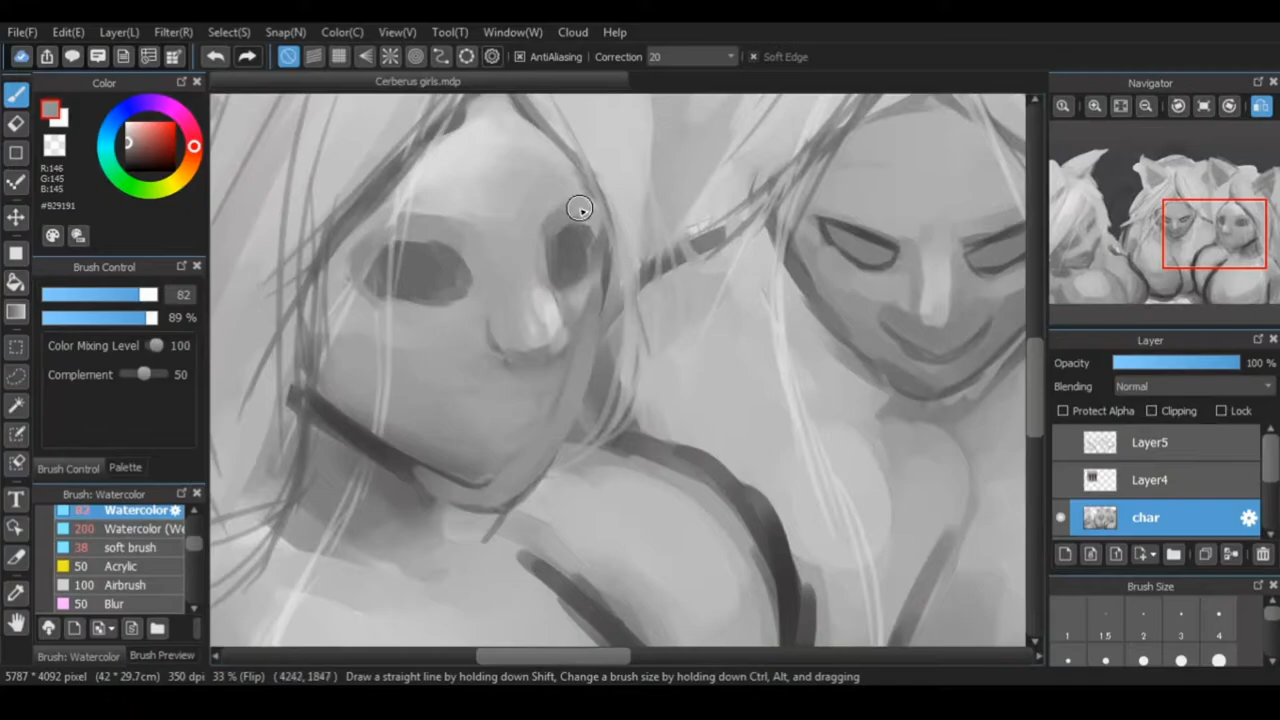 File(F) Edit(E) Layer(L) Filter(R) Select(S) Snap(N) Color(C) View(V) Tool(T) Window(W) Cloud Help
AntiAliasing Correction 20 Soft Edge
Color
Cerberus girls.mdp
Navigator
R:146
G:145
B:145
#929191
Brush Control
82
89 %
Color Mixing Level 100
Complement 50
Brush Control Palette
Brush: Watercolor
82 Watercolor
200 Watercolor (We
38 soft brush
50 Acrylic
100 Airbrush
50 Blur
Brush: Watercolor Brush Preview
Layer
Opacity 100 %
Blending Normal
Protect Alpha Clipping Lock
Layer5
Layer4
char
Brush Size
1 1.5 2 3 4
5787 * 4092 pixel (42 * 29.7cm) 350 dpi 33 % (Flip) ( 4242, 1847 ) Draw a straight line by holding down Shift, Change a brush size by holding down Ctrl, Alt, and dragging